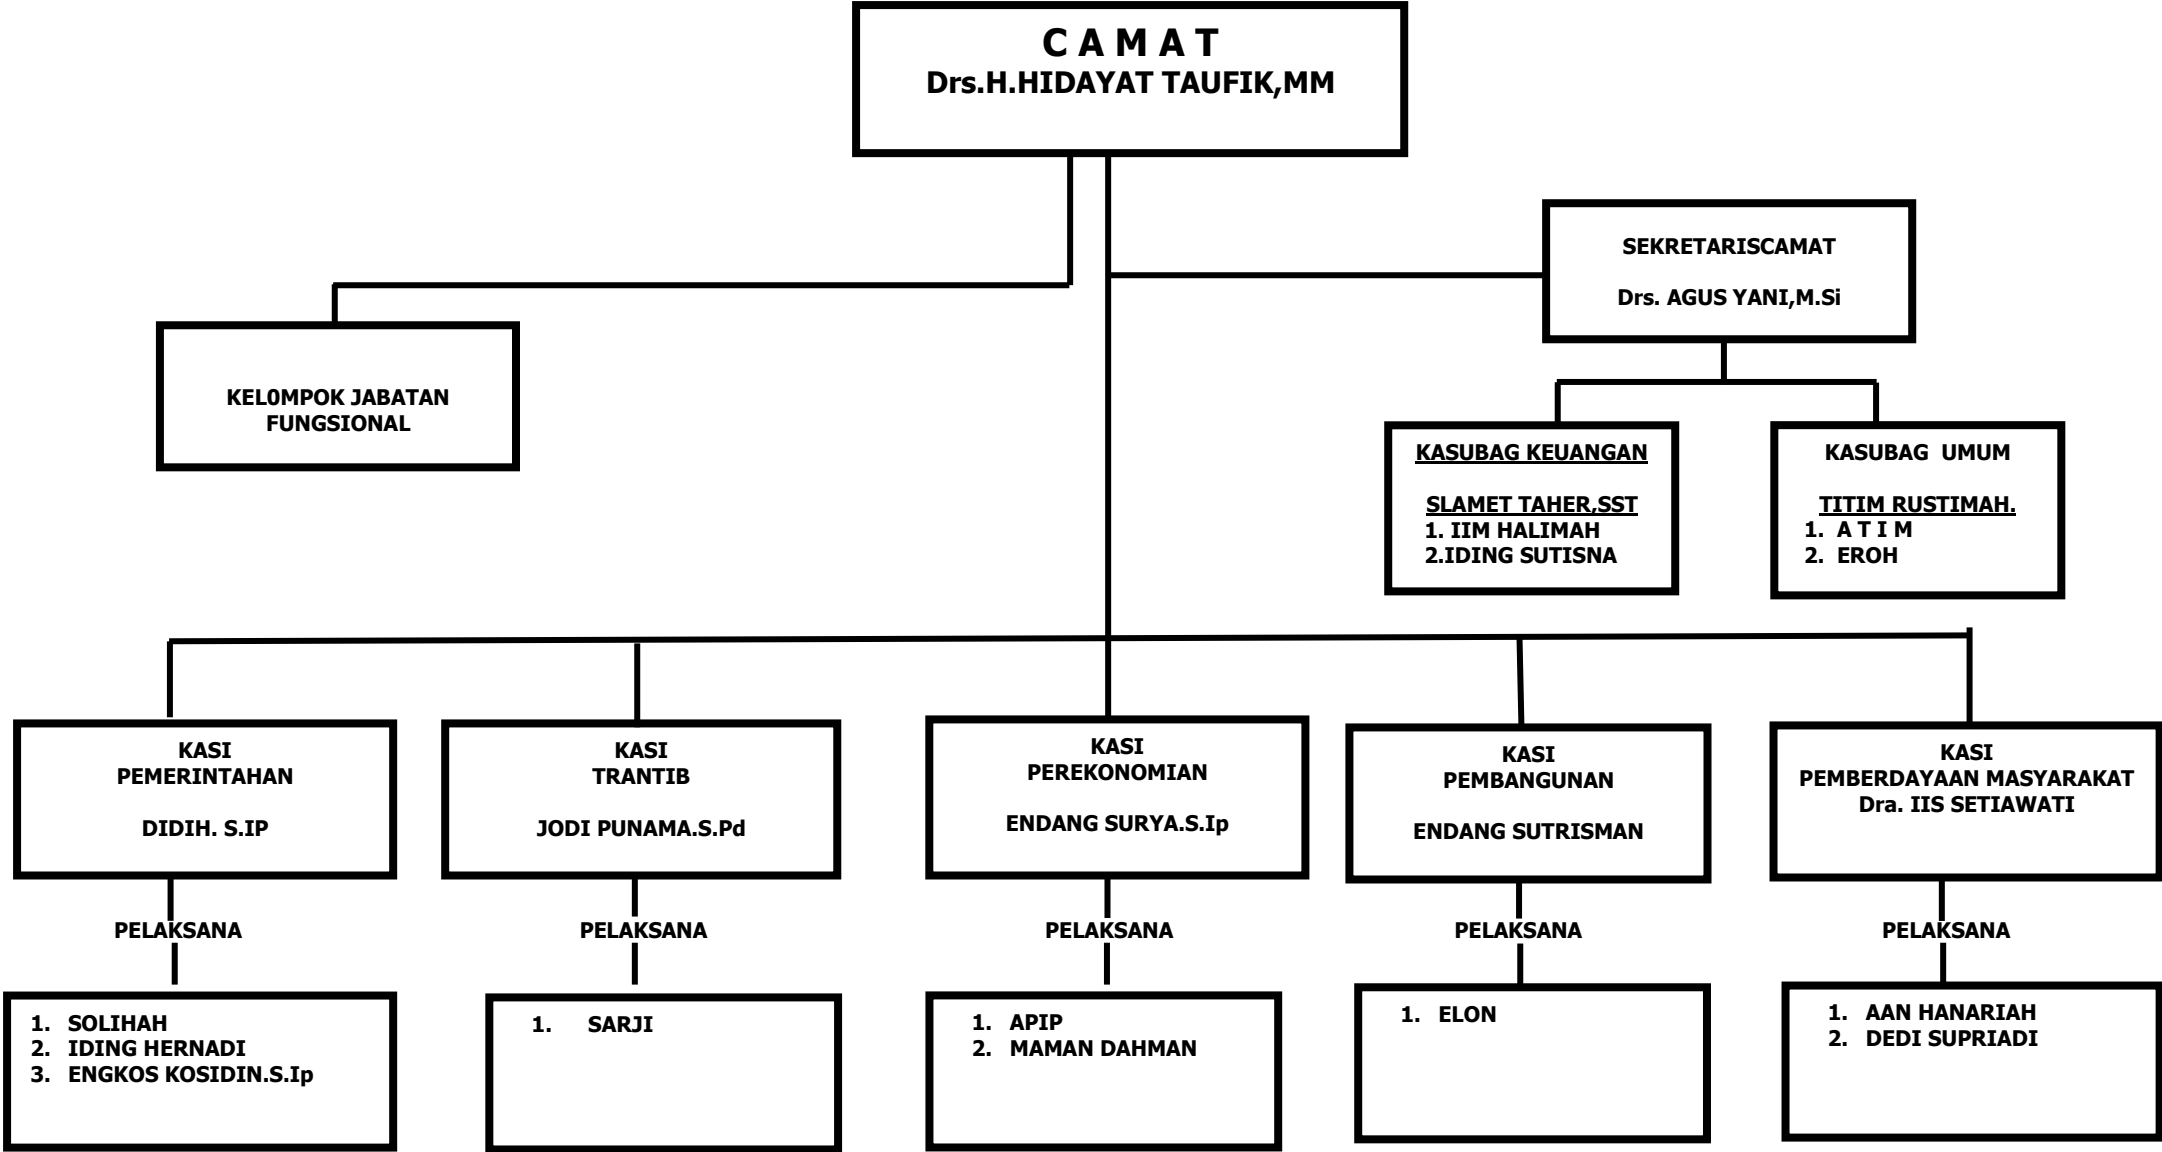 C A M A T
Drs.H.HIDAYAT TAUFIK,MM
SEKRETARISCAMAT
Drs. AGUS YANI,M.Si
KEL0MPOK JABATAN
FUNGSIONAL
KASUBAG KEUANGAN
SLAMET TAHER,SST
1. IIM HALIMAH
2.IDING SUTISNA
KASUBAG  UMUM
TITIM RUSTIMAH.
1. A T I M
2. EROH
KASI
PEMERINTAHAN
DIDIH. S.IP
KASI
TRANTIB
JODI PUNAMA.S.Pd
KASI
PEREKONOMIAN
ENDANG SURYA.S.Ip
KASI
PEMBANGUNAN
ENDANG SUTRISMAN
KASI
PEMBERDAYAAN MASYARAKAT
Dra. IIS SETIAWATI
PELAKSANA
PELAKSANA
PELAKSANA
PELAKSANA
PELAKSANA
1. SOLIHAH
2. IDING HERNADI
3. ENGKOS KOSIDIN.S.Ip
1. SARJI
1. APIP
2. MAMAN DAHMAN
1. ELON
1. AAN HANARIAH
2. DEDI SUPRIADI